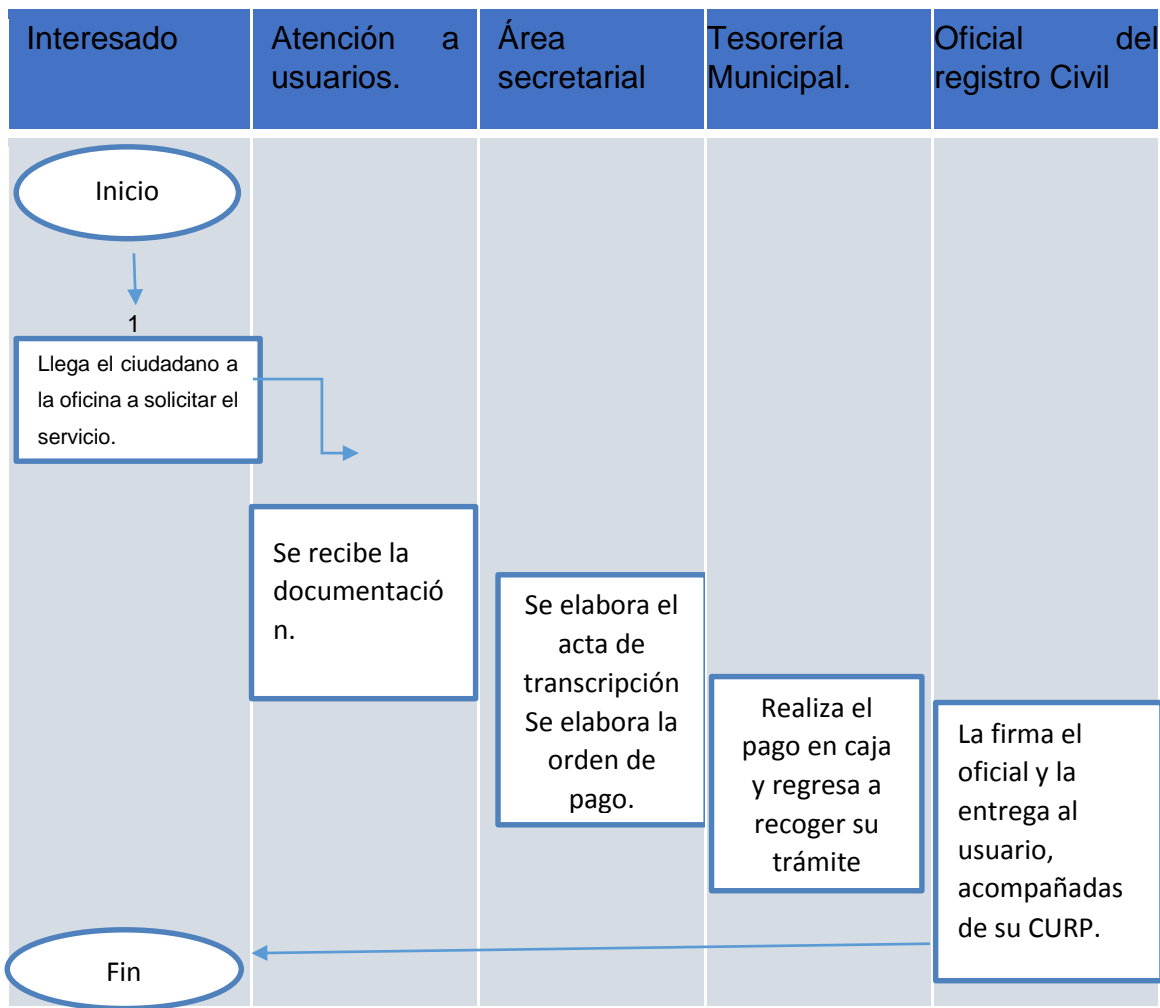 Interesado
Atención a
usuarios.
Área
secretarial
Tesorería
Municipal.
Oficial del
registro Civil
Inicio
1
Llega el ciudadano a
la oficina a solicitar el
servicio.
Se recibe la
documentació
n.
Se elabora el
acta de
transcripción
Se elabora la
orden de
pago.
Realiza el
pago en caja
y regresa a
recoger su
trámite
La firma el
oficial y la
entrega al
usuario,
acompañadas
de su CURP.
Fin